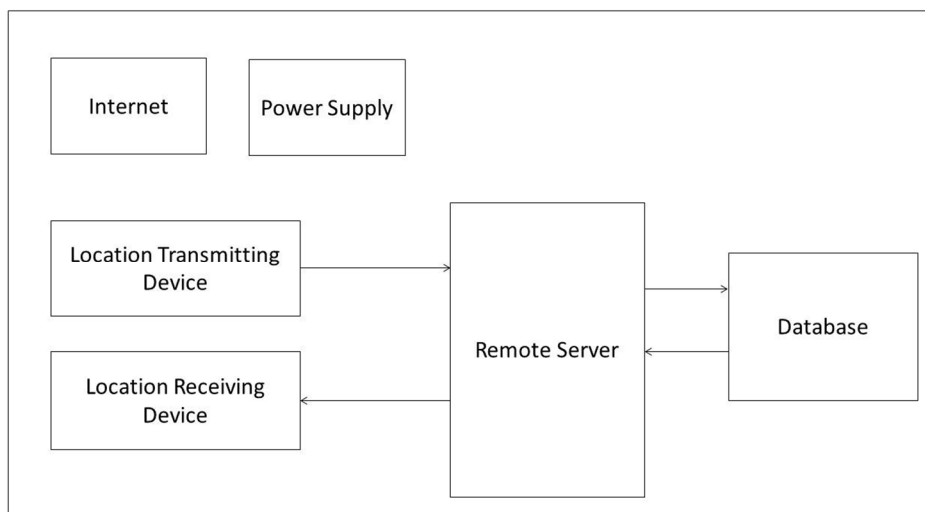 Internet
Power Supply
Location Transmitting
Device
Remote Server
Database
Location Receiving
Device